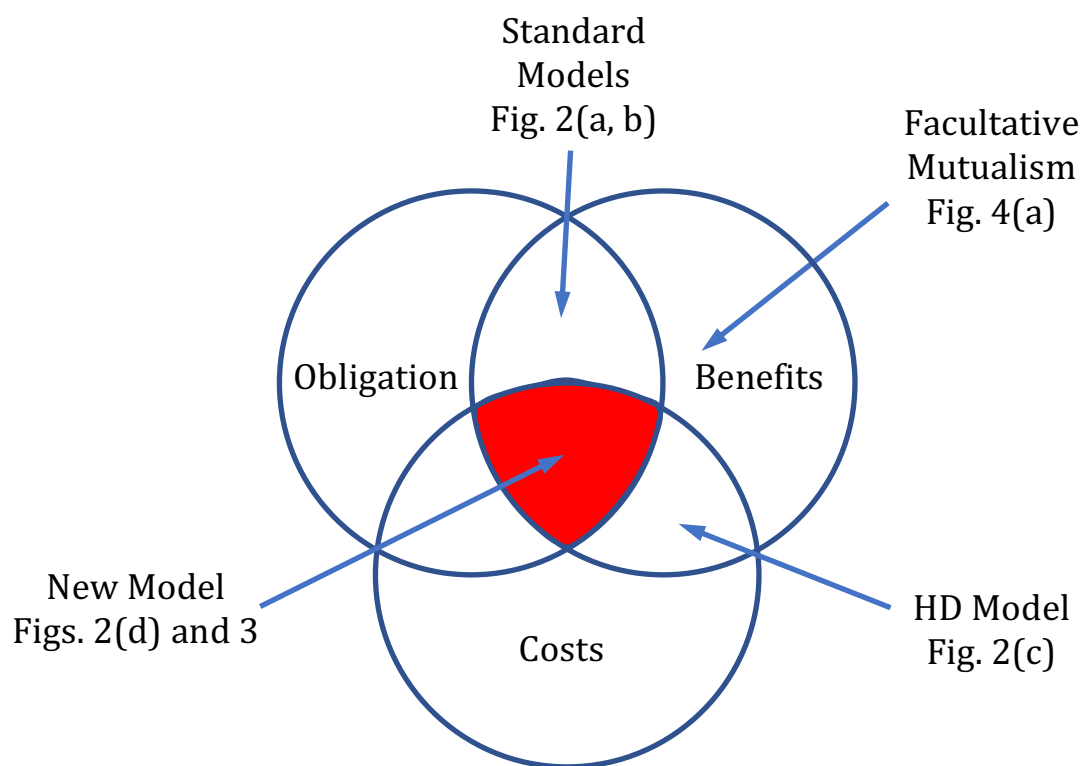 Standard
Models
Fig. 2(a, b)
Facultative
Mutualism
Fig. 4(a)
Obligation
Benefits
New Model
Figs. 2(d) and 3
Costs
HD Model
Fig. 2(c)